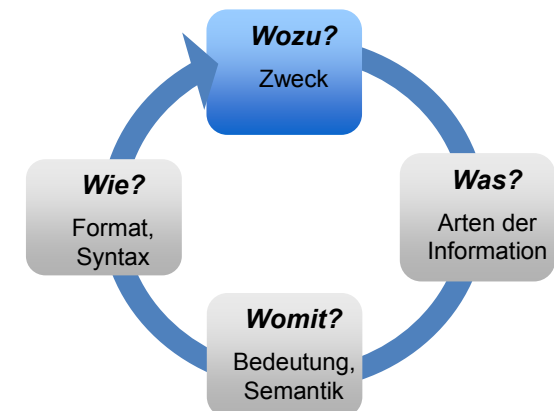 Wozu?
Zweck
Was?
Arten der
Information
Womit?
Bedeutung,
Semantik
Wie?
Format,
Syntax